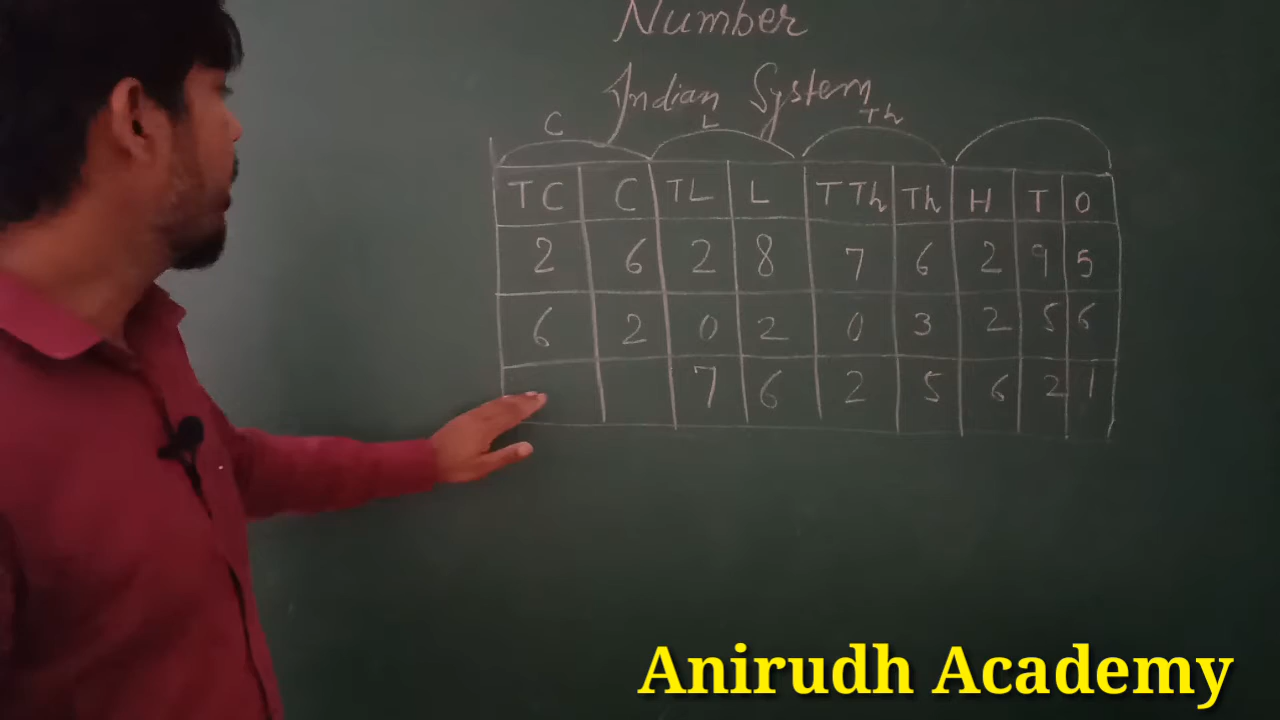 Number
Indian System
C L Th
TC C TL L TTh Th H T O
2 6 2 8 7 6 2 9 5
6 2 0 2 0 3 2 5 6
7 6 2 5 6 2 1
Anirudh Academy